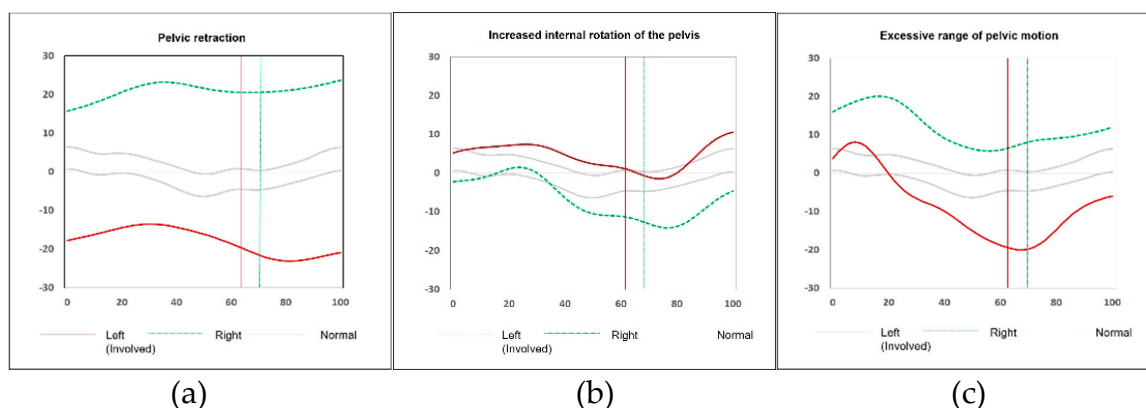 Pelvic retraction
30
20
10
0
-10
-20
-30
0 20 40 60 80 100
Left (Involved) Right Normal
(a)
Increased internal rotation of the pelvis
30
20
10
0
-10
-20
-30
0 20 40 60 80 100
Left (Involved) Right Normal
(b)
Excessive range of pelvic motion
30
20
10
0
-10
-20
-30
0 20 40 60 80 100
Left (Involved) Right Normal
(c)